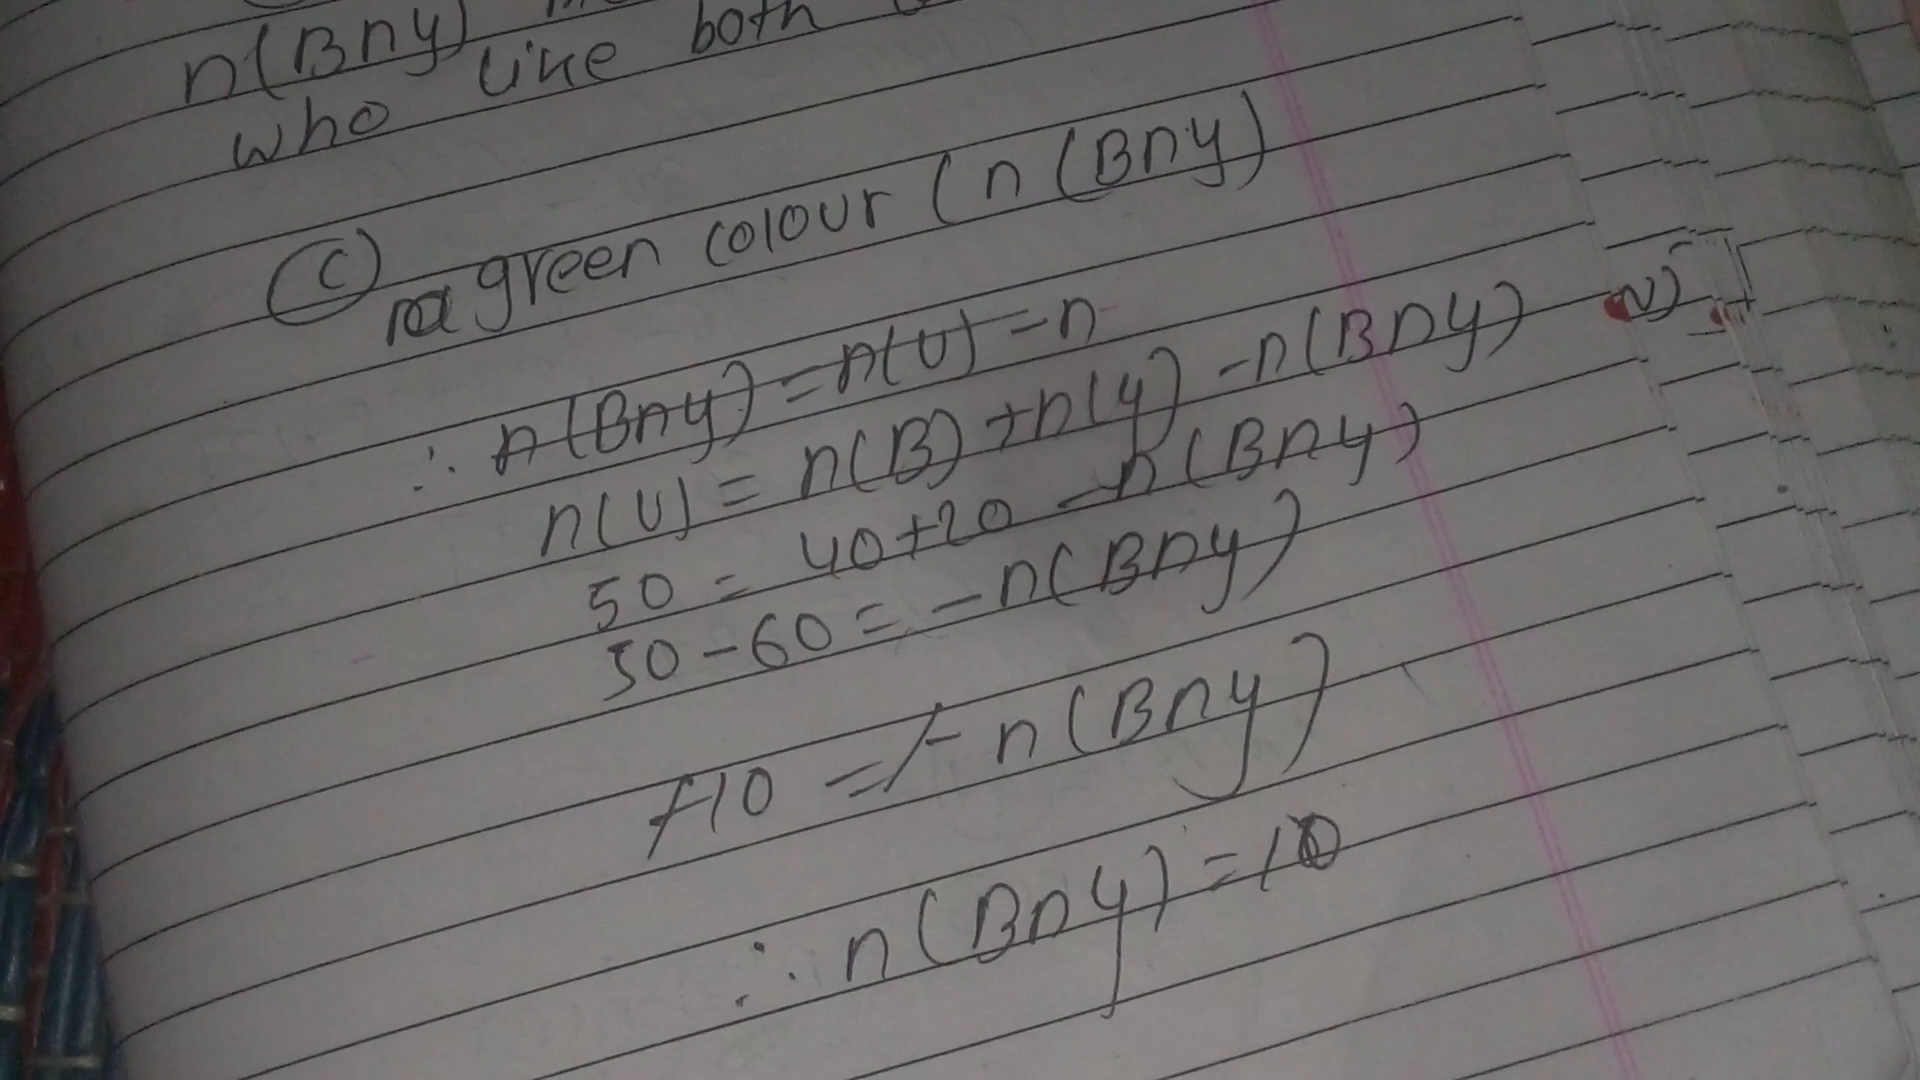 n(B∩y)
who like both
(c) green colour (n(B∩y)
∴ n(B∩y) = n(U) = n
n(U) = n(B) + n(y) - n(B∩y)
50 = 40+20 - n(B∩y)
50-60 = - n(B∩y)
-10 = - n(B∩y)
∴ n(B∩y) = 10